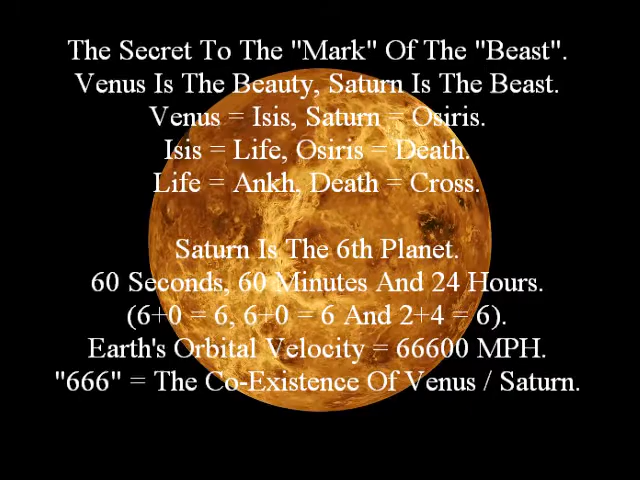 The Secret To The "Mark" Of The "Beast".
Venus Is The Beauty, Saturn Is The Beast.
Venus = Isis, Saturn = Osiris.
Isis = Life, Osiris = Death.
Life = Ankh, Death = Cross.
Saturn Is The 6th Planet.
60 Seconds, 60 Minutes And 24 Hours.
(6+0 = 6, 6+0 = 6 And 2+4 = 6).
Earth's Orbital Velocity = 66600 MPH.
"666" = The Co-Existence Of Venus / Saturn.